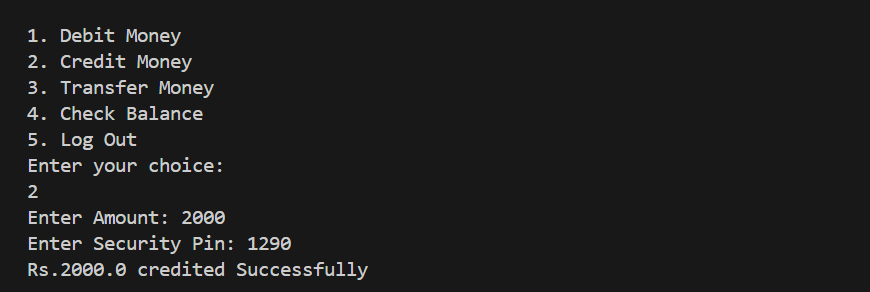 1. Debit Money
2. Credit Money
3. Transfer Money
4. Check Balance
5. Log Out
Enter your choice:
2
Enter Amount: 2000
Enter Security Pin: 1290
Rs.2000.0 credited Successfully